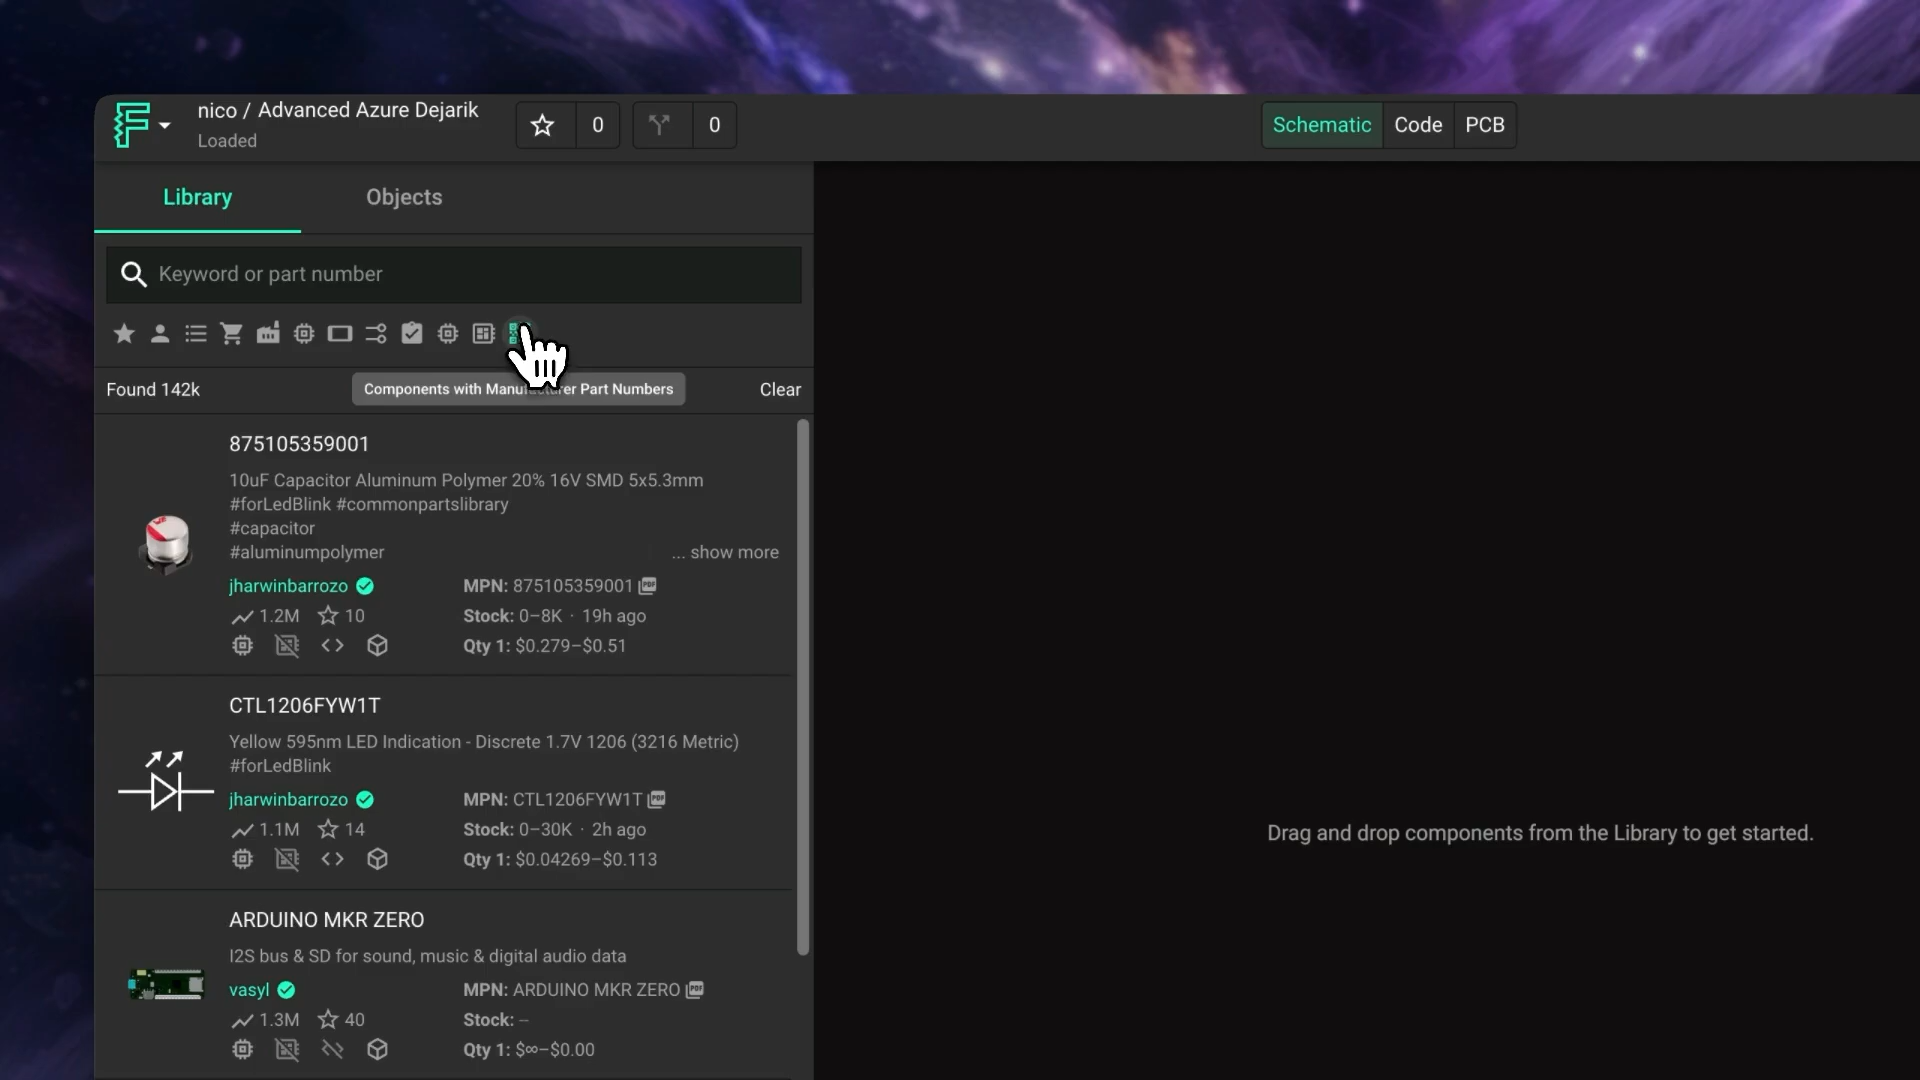 nico / Advanced Azure Dejarik
Loaded
0
0
Schematic
Code
PCB
Library
Objects
Keyword or part number
Found 142k
Components with Manufacturer Part Numbers
Clear
875105359001
10uF Capacitor Aluminum Polymer 20% 16V SMD 5x5.3mm
#forLedBlink #commonpartslibrary
#capacitor
#aluminumpolymer
... show more
jharwinbarrozo
MPN: 875105359001
1.2M
10
Stock: 0–8K · 19h ago
Qty 1: $0.279–$0.51
CTL1206FYW1T
Yellow 595nm LED Indication - Discrete 1.7V 1206 (3216 Metric)
#forLedBlink
jharwinbarrozo
MPN: CTL1206FYW1T
1.1M
14
Stock: 0–30K · 2h ago
Qty 1: $0.04269–$0.113
ARDUINO MKR ZERO
I2S bus & SD for sound, music & digital audio data
vasyl
MPN: ARDUINO MKR ZERO
1.3M
40
Stock: –
Qty 1: $∞–$0.00
Drag and drop components from the Library to get started.